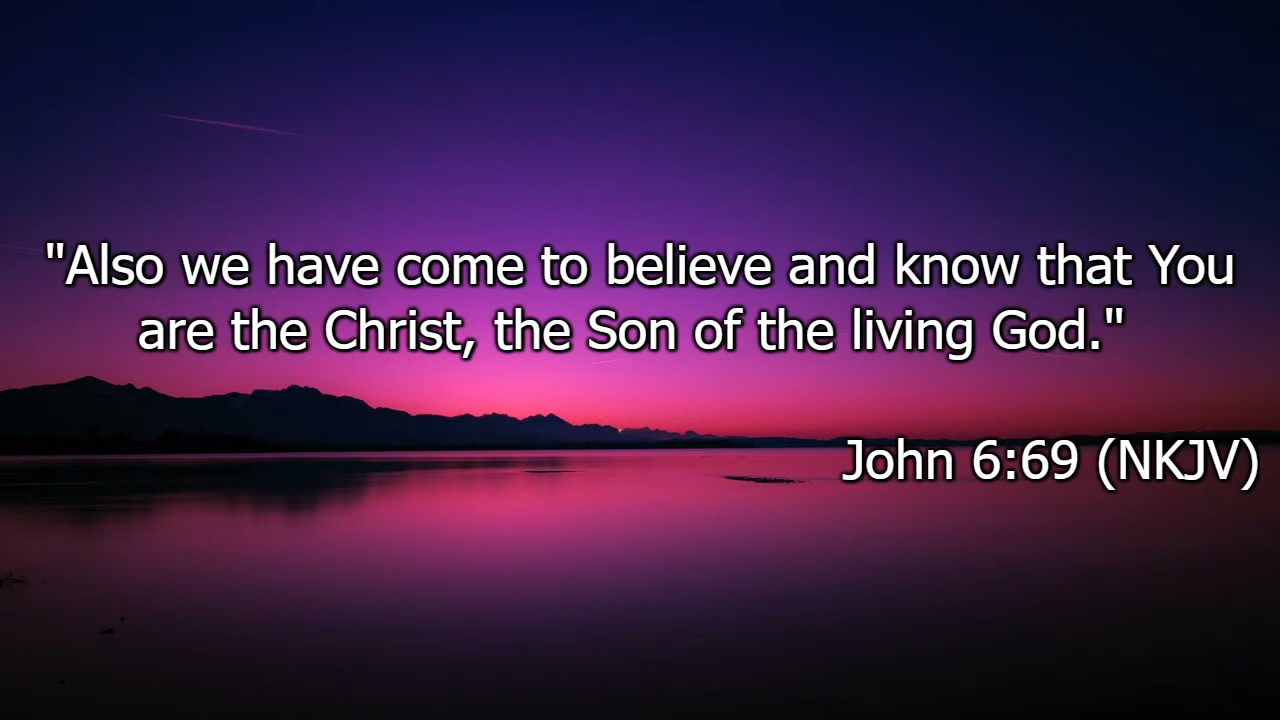 "Also we have come to believe and know that You
are the Christ, the Son of the living God."
John 6:69 (NKJV)